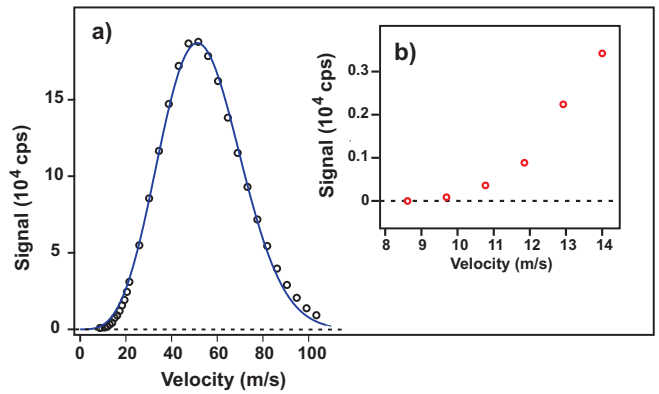 a)
15
10
5
0
Signal (10⁴ cps)
0 20 40 60 80 100
Velocity (m/s)
b)
0.3
0.2
0.1
0
Signal (10⁴ cps)
8 9 10 11 12 13 14
Velocity (m/s)